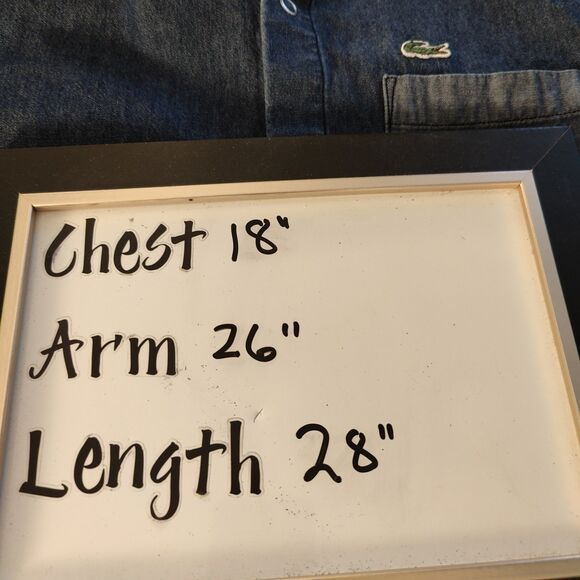 Chest 18"
Arm 26"
Length 28"